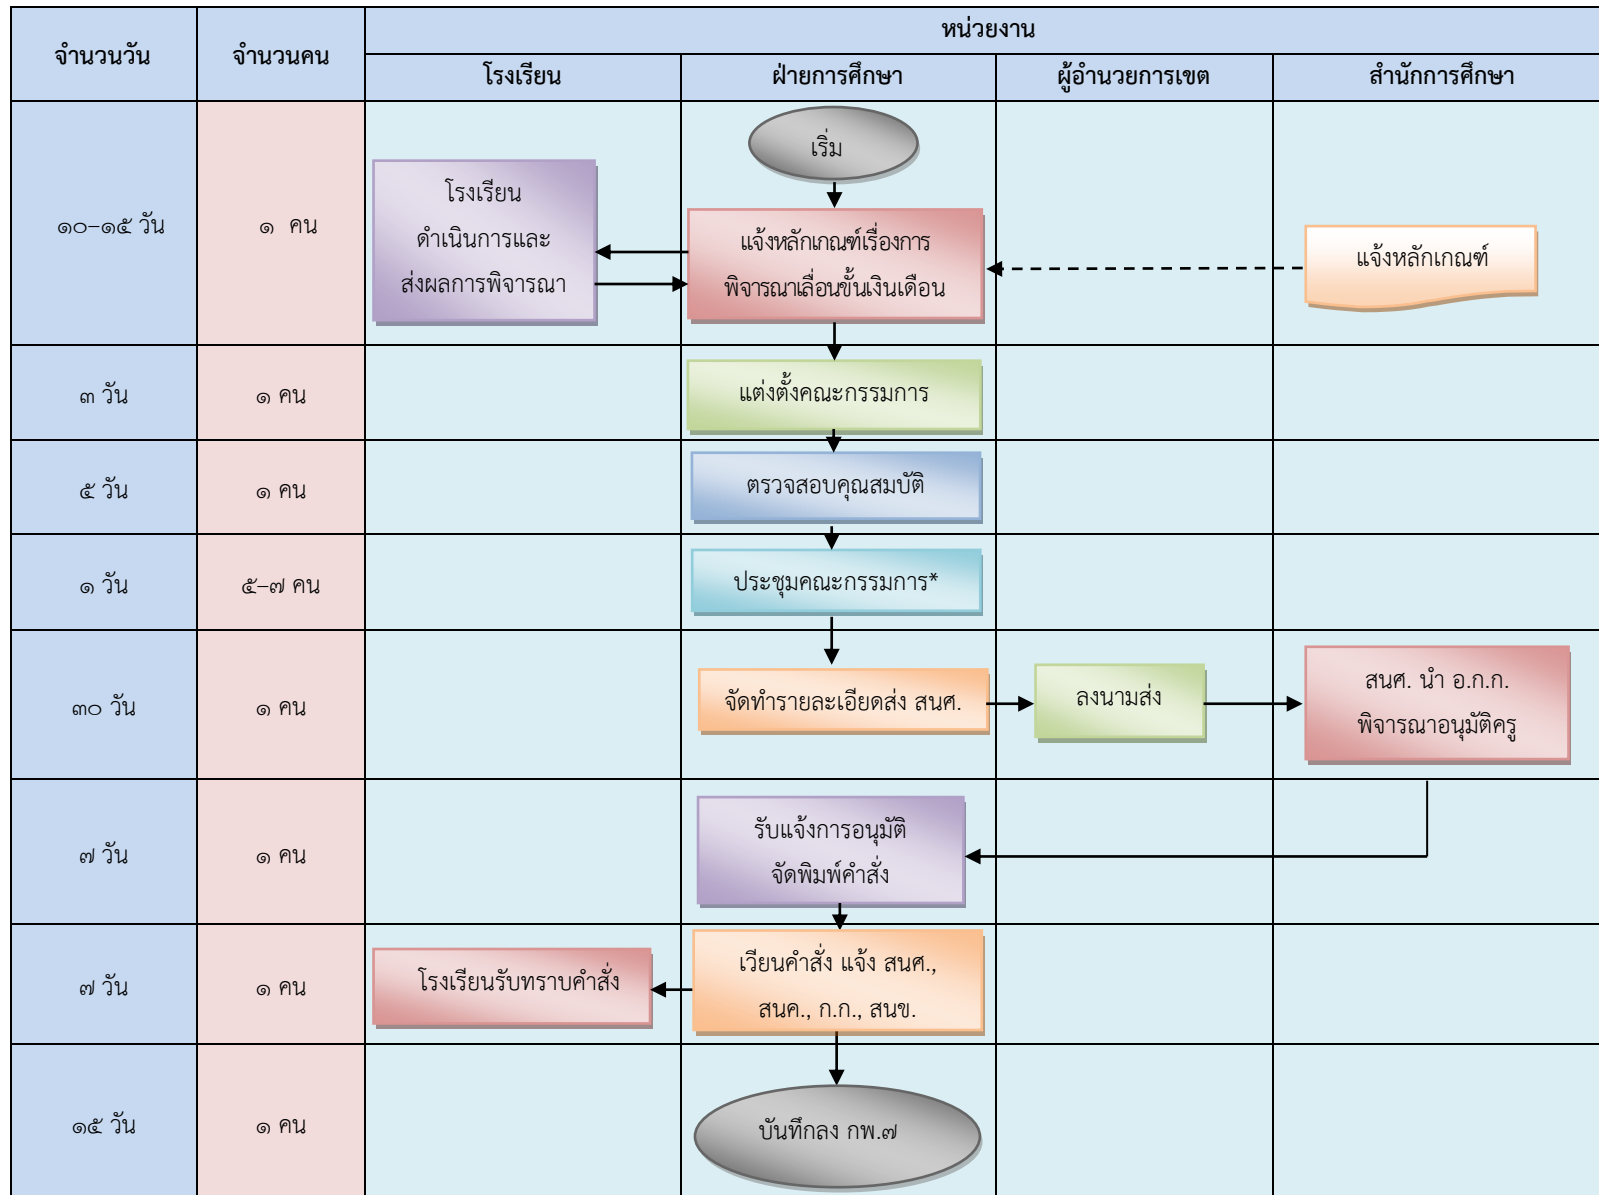 จำนวนวัน
จำนวนคน
หน่วยงาน
โรงเรียน
ฝ่ายการศึกษา
ผู้อำนวยการเขต
สำนักการศึกษา
๑๐–๑๕ วัน
๑ คน
เริ่ม
โรงเรียน
ดำเนินการและ
ส่งผลการพิจารณา
แจ้งหลักเกณฑ์เรื่องการ
พิจารณาเลื่อนขั้นเงินเดือน
แจ้งหลักเกณฑ์
๓ วัน
๑ คน
แต่งตั้งคณะกรรมการ
๕ วัน
๑ คน
ตรวจสอบคุณสมบัติ
๑ วัน
๕–๗ คน
ประชุมคณะกรรมการ*
๓๐ วัน
๑ คน
จัดทำรายละเอียดส่ง สนศ.
ลงนามส่ง
สนศ. นำ อ.ก.ก.
พิจารณาอนุมัติครู
๗ วัน
๑ คน
รับแจ้งการอนุมัติ
จัดพิมพ์คำสั่ง
๗ วัน
๑ คน
โรงเรียนรับทราบคำสั่ง
เวียนคำสั่ง แจ้ง สนศ.,
สนค., ก.ก., สนข.
๑๕ วัน
๑ คน
บันทึกลง กพ.๗